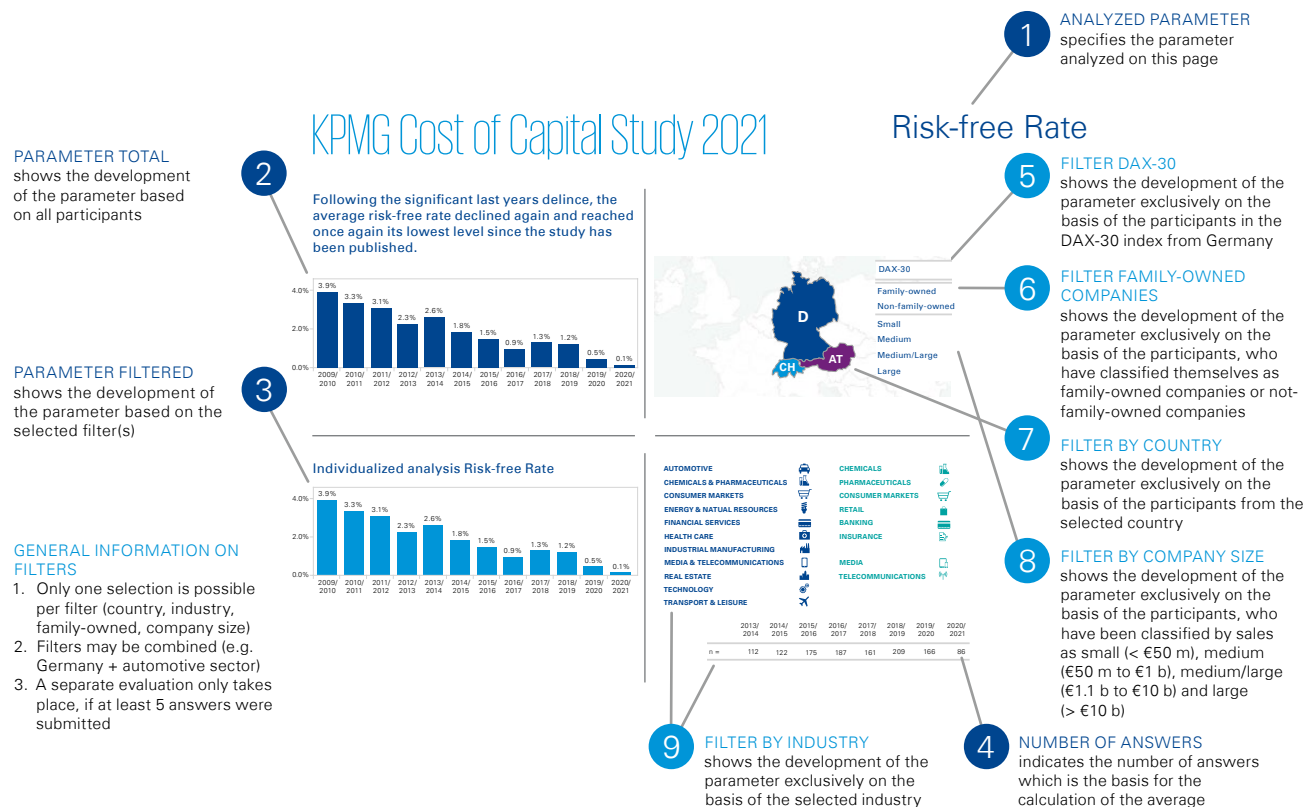 1
ANALYZED PARAMETER
specifies the parameter
analyzed on this page
KPMG Cost of Capital Study 2021
Risk-free Rate
PARAMETER TOTAL
shows the development
of the parameter based
on all participants
2
Following the significant last years delince, the
average risk-free rate declined again and reached
once again its lowest level since the study has
been published.
4.0%
2.0%
0.0%
3.9%
3.3%
3.1%
2.3%
2.6%
1.8%
1.5%
0.9%
1.3%
1.2%
0.5%
0.1%
2009/ 2010/ 2011/ 2012/ 2013/ 2014/ 2015/ 2016/ 2017/ 2018/ 2019/ 2020/
2010 2011 2012 2013 2014 2015 2016 2017 2018 2019 2020 2021
D
CH
AT
DAX-30
Family-owned
Non-family-owned
Small
Medium
Medium/Large
Large
5
FILTER DAX-30
shows the development of the
parameter exclusively on the
basis of the participants in the
DAX-30 index from Germany
6
FILTER FAMILY-OWNED
COMPANIES
shows the development of the
parameter exclusively on the
basis of the participants, who
have classified themselves as
family-owned companies or not-
family-owned companies
PARAMETER FILTERED
shows the development of
the parameter based on the
selected filter(s)
3
Individualized analysis Risk-free Rate
4.0%
2.0%
0.0%
3.9%
3.3%
3.1%
2.3%
2.6%
1.8%
1.5%
0.9%
1.3%
1.2%
0.5%
0.1%
2009/ 2010/ 2011/ 2012/ 2013/ 2014/ 2015/ 2016/ 2017/ 2018/ 2019/ 2020/
2010 2011 2012 2013 2014 2015 2016 2017 2018 2019 2020 2021
AUTOMOTIVE
CHEMICALS & PHARMACEUTICALS
CONSUMER MARKETS
ENERGY & NATUAL RESOURCES
FINANCIAL SERVICES
HEALTH CARE
INDUSTRIAL MANUFACTURING
MEDIA & TELECOMMUNICATIONS
REAL ESTATE
TECHNOLOGY
TRANSPORT & LEISURE
CHEMICALS
PHARMACEUTICALS
CONSUMER MARKETS
RETAIL
BANKING
INSURANCE
MEDIA
TELECOMMUNICATIONS
2013/ 2014/ 2015/ 2016/ 2017/ 2018/ 2019/ 2020/
2014 2015 2016 2017 2018 2019 2020 2021
n = 112 122 175 187 161 209 166 86
7
FILTER BY COUNTRY
shows the development of the
parameter exclusively on the
basis of the participants from the
selected country
8
FILTER BY COMPANY SIZE
shows the development of the
parameter exclusively on the
basis of the participants, who
have been classified by sales
as small (< €50 m), medium
(€50 m to €1 b), medium/large
(€1.1 b to €10 b) and large
(> €10 b)
GENERAL INFORMATION ON
FILTERS
1. Only one selection is possible
per filter (country, industry,
family-owned, company size)
2. Filters may be combined (e.g.
Germany + automotive sector)
3. A separate evaluation only takes
place, if at least 5 answers were
submitted
9
FILTER BY INDUSTRY
shows the development of the
parameter exclusively on the
basis of the selected industry
4
NUMBER OF ANSWERS
indicates the number of answers
which is the basis for the
calculation of the average